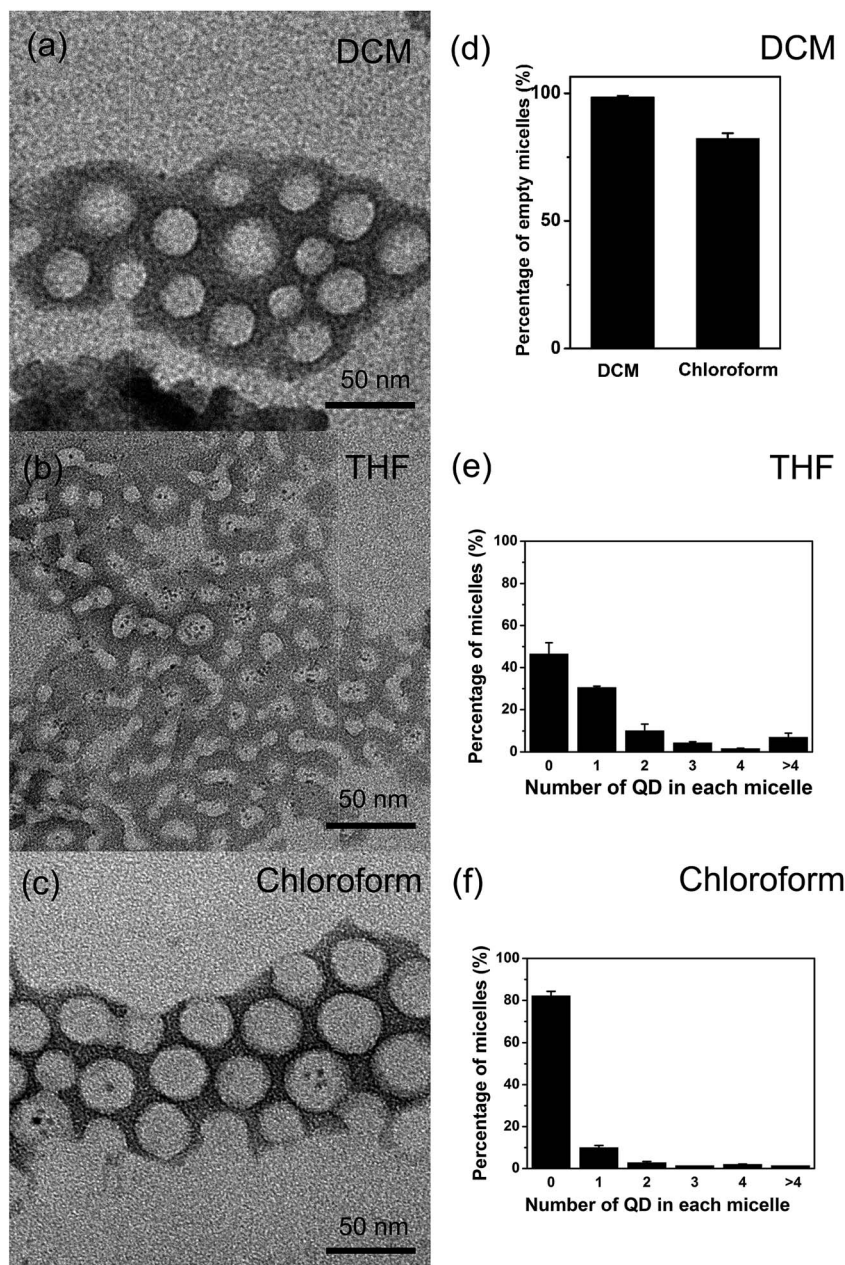 (a) DCM
50 nm
(b) THF
50 nm
(c) Chloroform
50 nm
(d) DCM
Percentage of empty micelles (%)
100
50
0
DCM Chloroform
(e) THF
Percentage of micelles (%)
100
80
60
40
20
0
0 1 2 3 4 >4
Number of QD in each micelle
(f) Chloroform
Percentage of micelles (%)
100
80
60
40
20
0
0 1 2 3 4 >4
Number of QD in each micelle